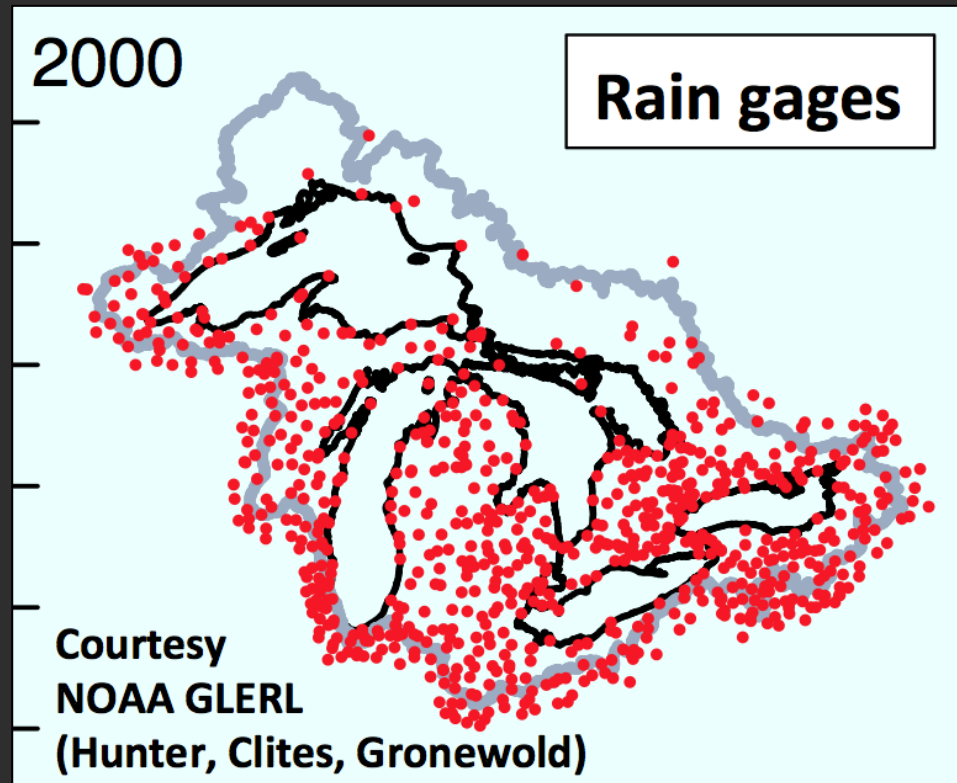 2000
Rain gages
Courtesy
NOAA GLERL
(Hunter, Clites, Gronewold)